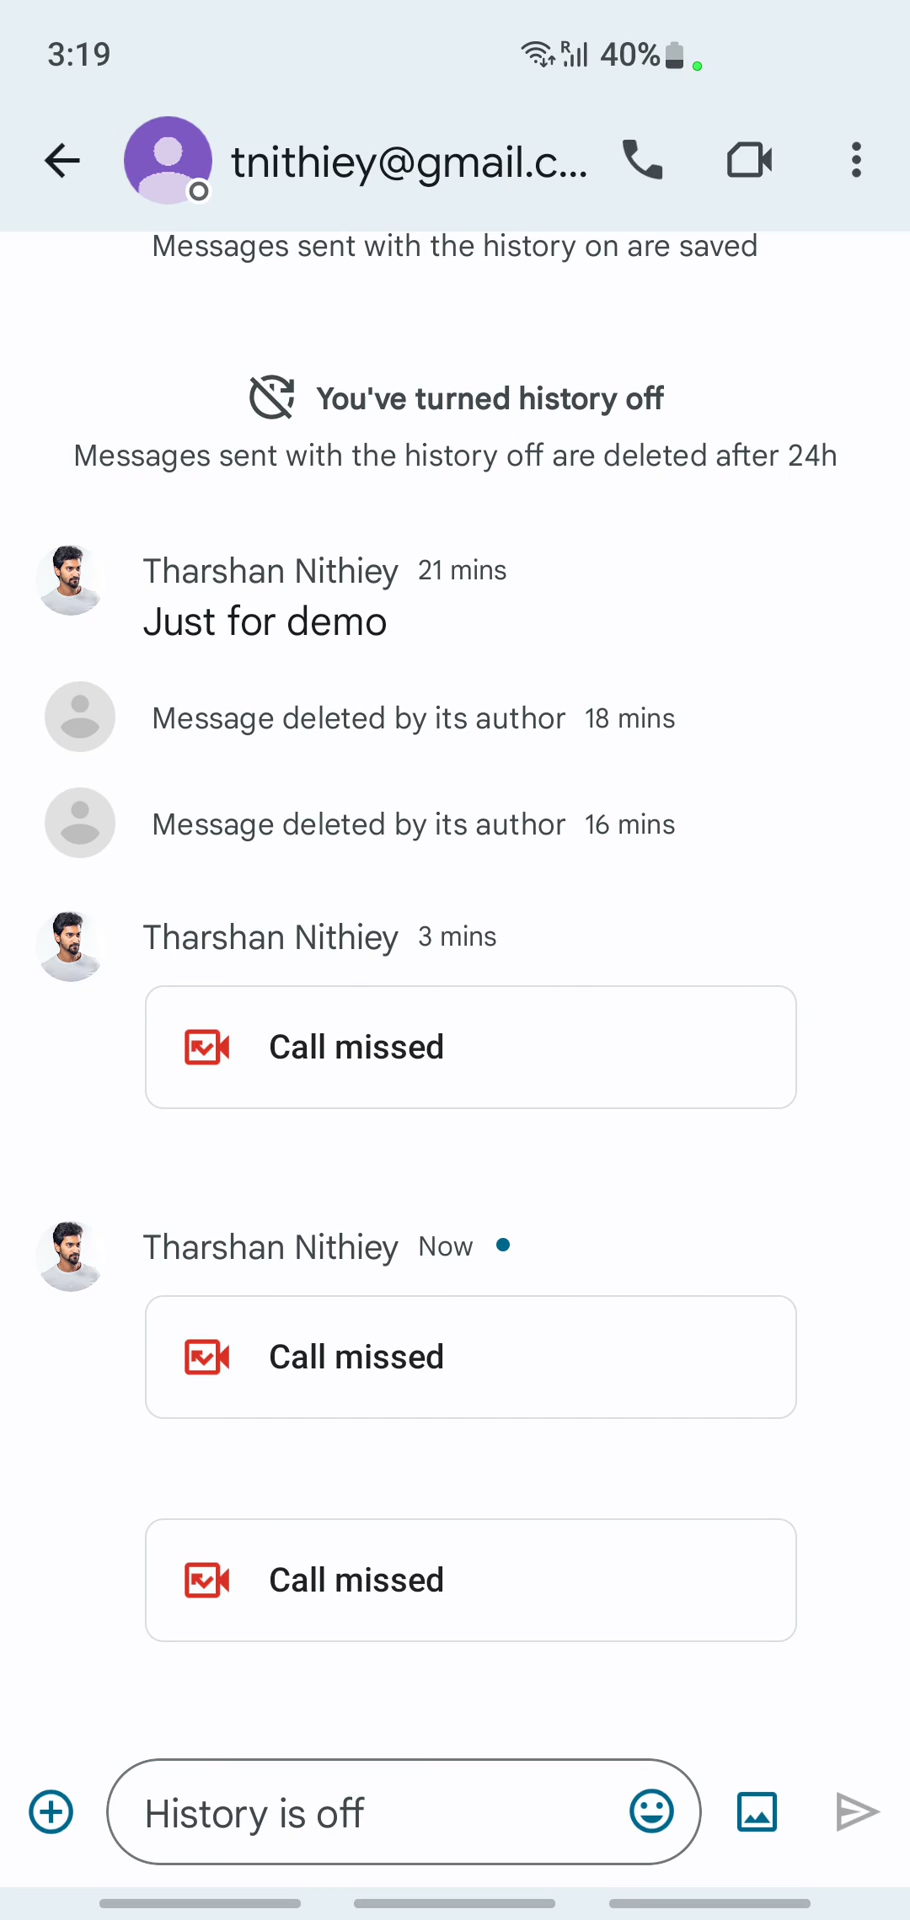 3:19
R 40%
tnithiey@gmail.c...
Messages sent with the history on are saved
You've turned history off
Messages sent with the history off are deleted after 24h
Tharshan Nithiey 21 mins
Just for demo
Message deleted by its author 18 mins
Message deleted by its author 16 mins
Tharshan Nithiey 3 mins
Call missed
Tharshan Nithiey Now
Call missed
Call missed
History is off